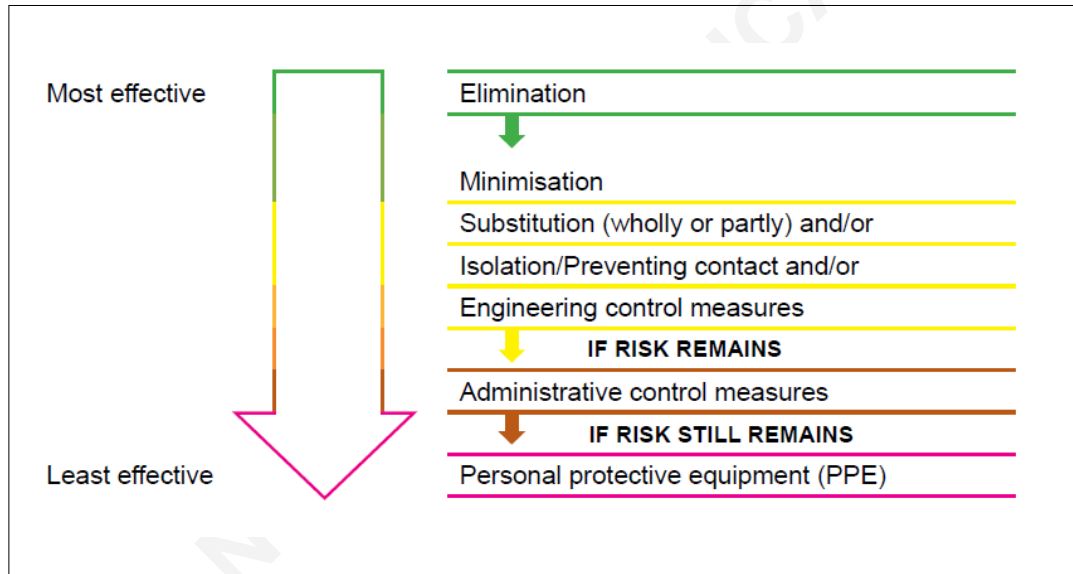 Most effective
Elimination
Minimisation
Substitution (wholly or partly) and/or
Isolation/Preventing contact and/or
Engineering control measures
IF RISK REMAINS
Administrative control measures
IF RISK STILL REMAINS
Least effective
Personal protective equipment (PPE)